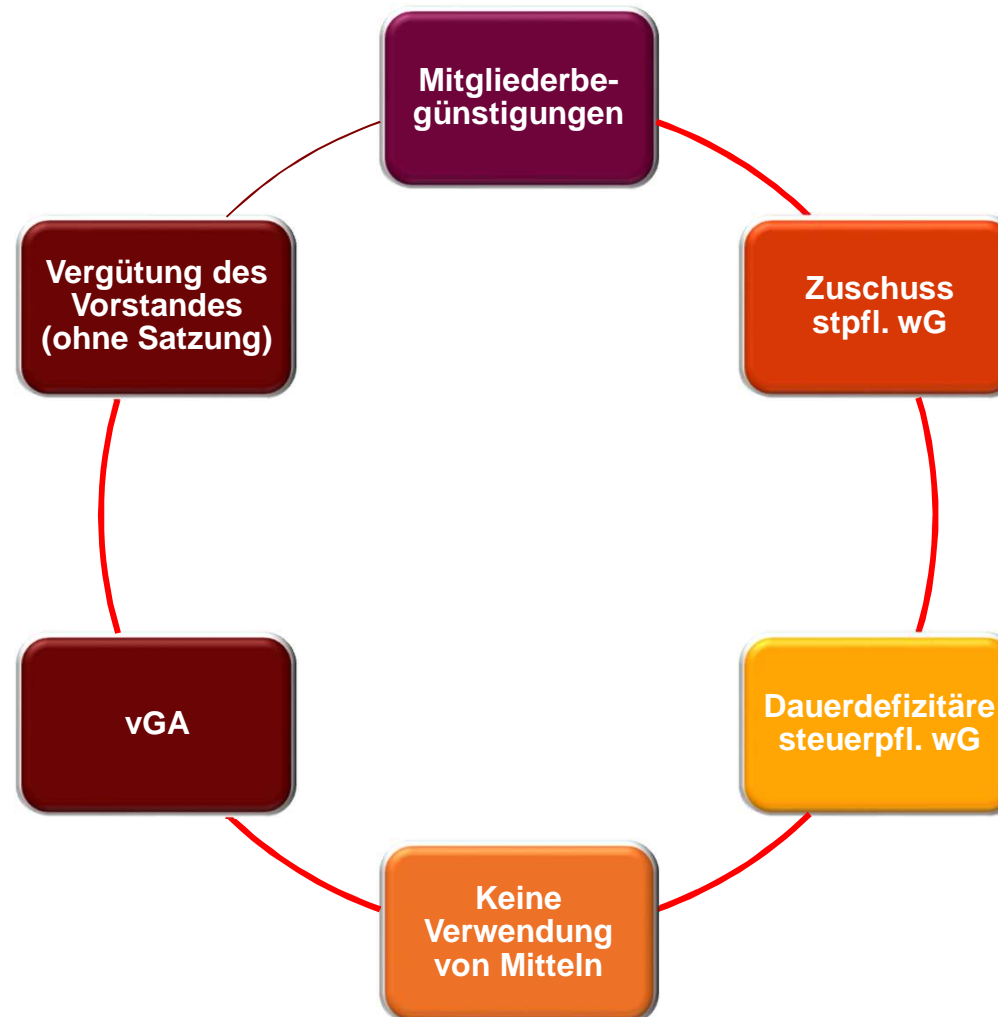 Mitgliederbe-
günstigungen
Zuschuss
stpfl. wG
Dauerdefizitäre
steuerpfl. wG
Keine
Verwendung
von Mitteln
vGA
Vergütung des
Vorstandes
(ohne Satzung)